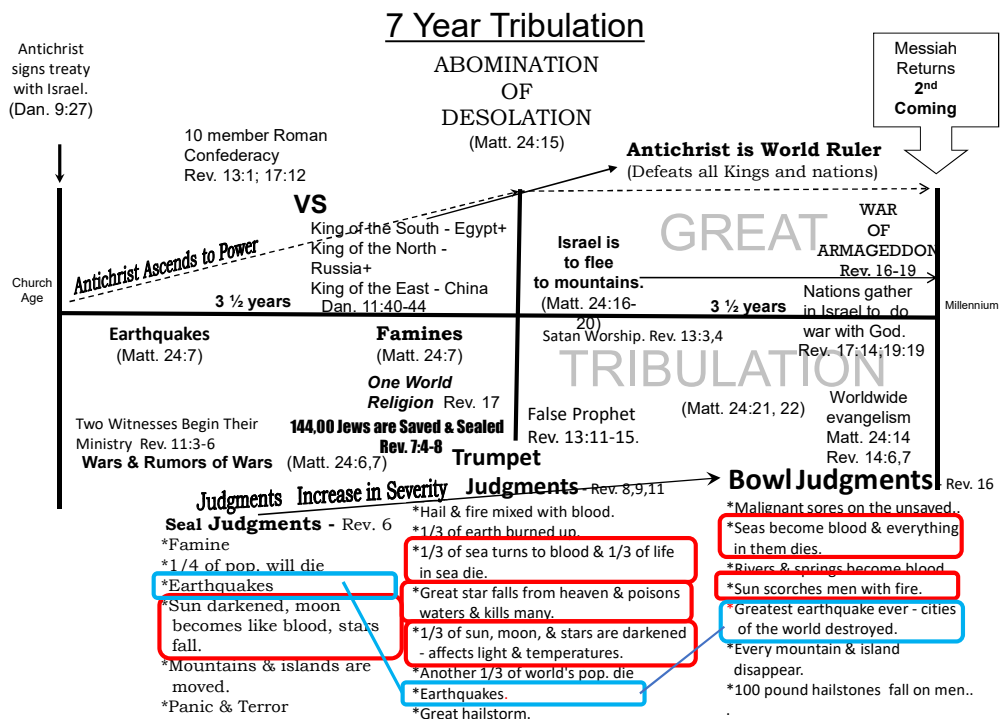 7 Year Tribulation
Antichrist
signs treaty
with Israel.
(Dan. 9:27)
ABOMINATION
OF
DESOLATION
(Matt. 24:15)
Messiah
Returns
2nd
Coming
10 member Roman
Confederacy
Rev. 13:1; 17:12
Antichrist is World Ruler
(Defeats all Kings and nations)
VS
King of the South - Egypt+
King of the North -
Russia+
King of the East - China
Dan. 11:40-44
Antichrist Ascends to Power
Church
Age
3 ½ years
Israel is
to flee
to mountains.
(Matt. 24:16-
20)
GREAT
WAR
OF
ARMAGEDDON
Rev. 16-19
3 ½ years
Nations gather
in Israel to do
war with God.
Rev. 17:14;19:19
Millennium
Earthquakes
(Matt. 24:7)
Famines
(Matt. 24:7)
Satan Worship. Rev. 13:3,4
TRIBULATION
One World
Religion Rev. 17
Two Witnesses Begin Their
Ministry Rev. 11:3-6
144,00 Jews are Saved & Sealed
Rev. 7:4-8
False Prophet
Rev. 13:11-15.
(Matt. 24:21, 22)
Worldwide
evangelism
Matt. 24:14
Rev. 14:6,7
Wars & Rumors of Wars (Matt. 24:6,7)
Judgments Increase in Severity
Seal Judgments - Rev. 6
*Famine
*1/4 of pop. will die
*Earthquakes
*Sun darkened, moon
becomes like blood, stars
fall.
*Mountains & islands are
moved.
*Panic & Terror
Trumpet
Judgments - Rev. 8,9,11
*Hail & fire mixed with blood.
*1/3 of earth burned up.
*1/3 of sea turns to blood & 1/3 of life
in sea die.
*Great star falls from heaven & poisons
waters & kills many.
*1/3 of sun, moon, & stars are darkened
- affects light & temperatures.
*Another 1/3 of world's pop. die
*Earthquakes.
*Great hailstorm.
Bowl Judgments - Rev. 16
*Malignant sores on the unsaved..
*Seas become blood & everything
in them dies.
*Rivers & springs become blood
*Sun scorches men with fire.
*Greatest earthquake ever - cities
of the world destroyed.
*Every mountain & island
disappear.
*100 pound hailstones fall on men..
.